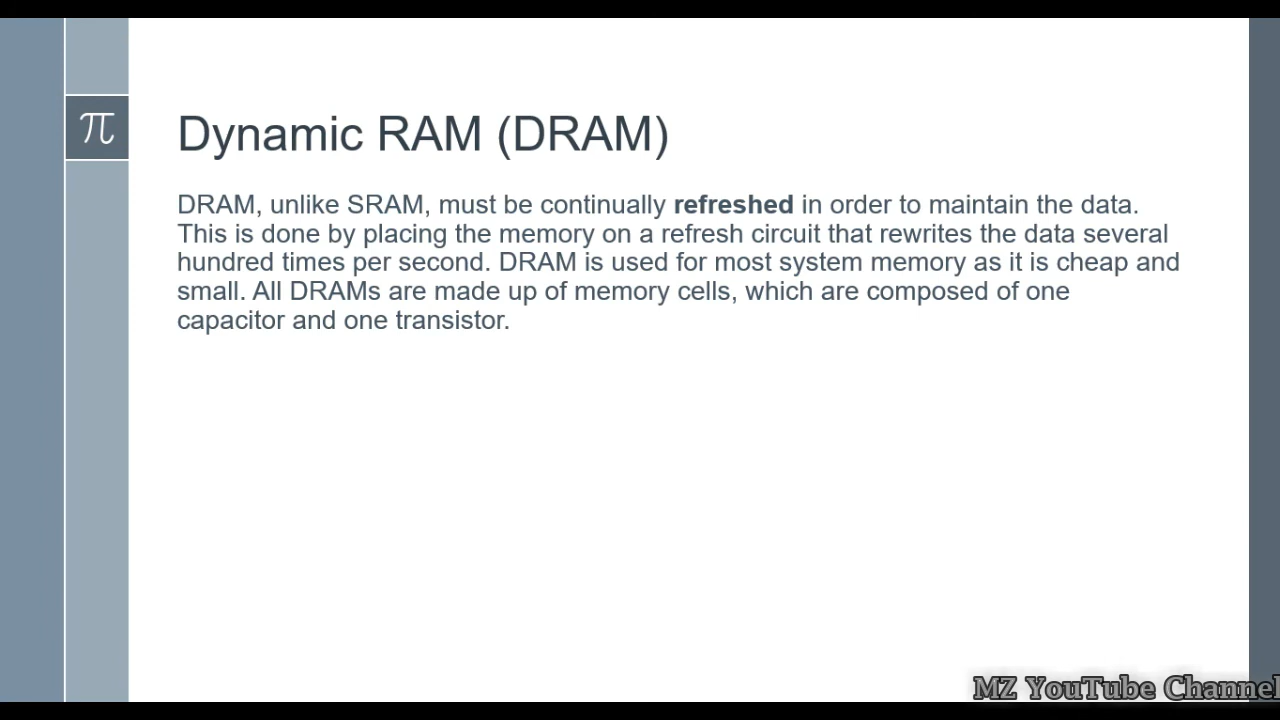 π
Dynamic RAM (DRAM)
DRAM, unlike SRAM, must be continually refreshed in order to maintain the data.
This is done by placing the memory on a refresh circuit that rewrites the data several
hundred times per second. DRAM is used for most system memory as it is cheap and
small. All DRAMs are made up of memory cells, which are composed of one
capacitor and one transistor.
MZ YouTube Channel